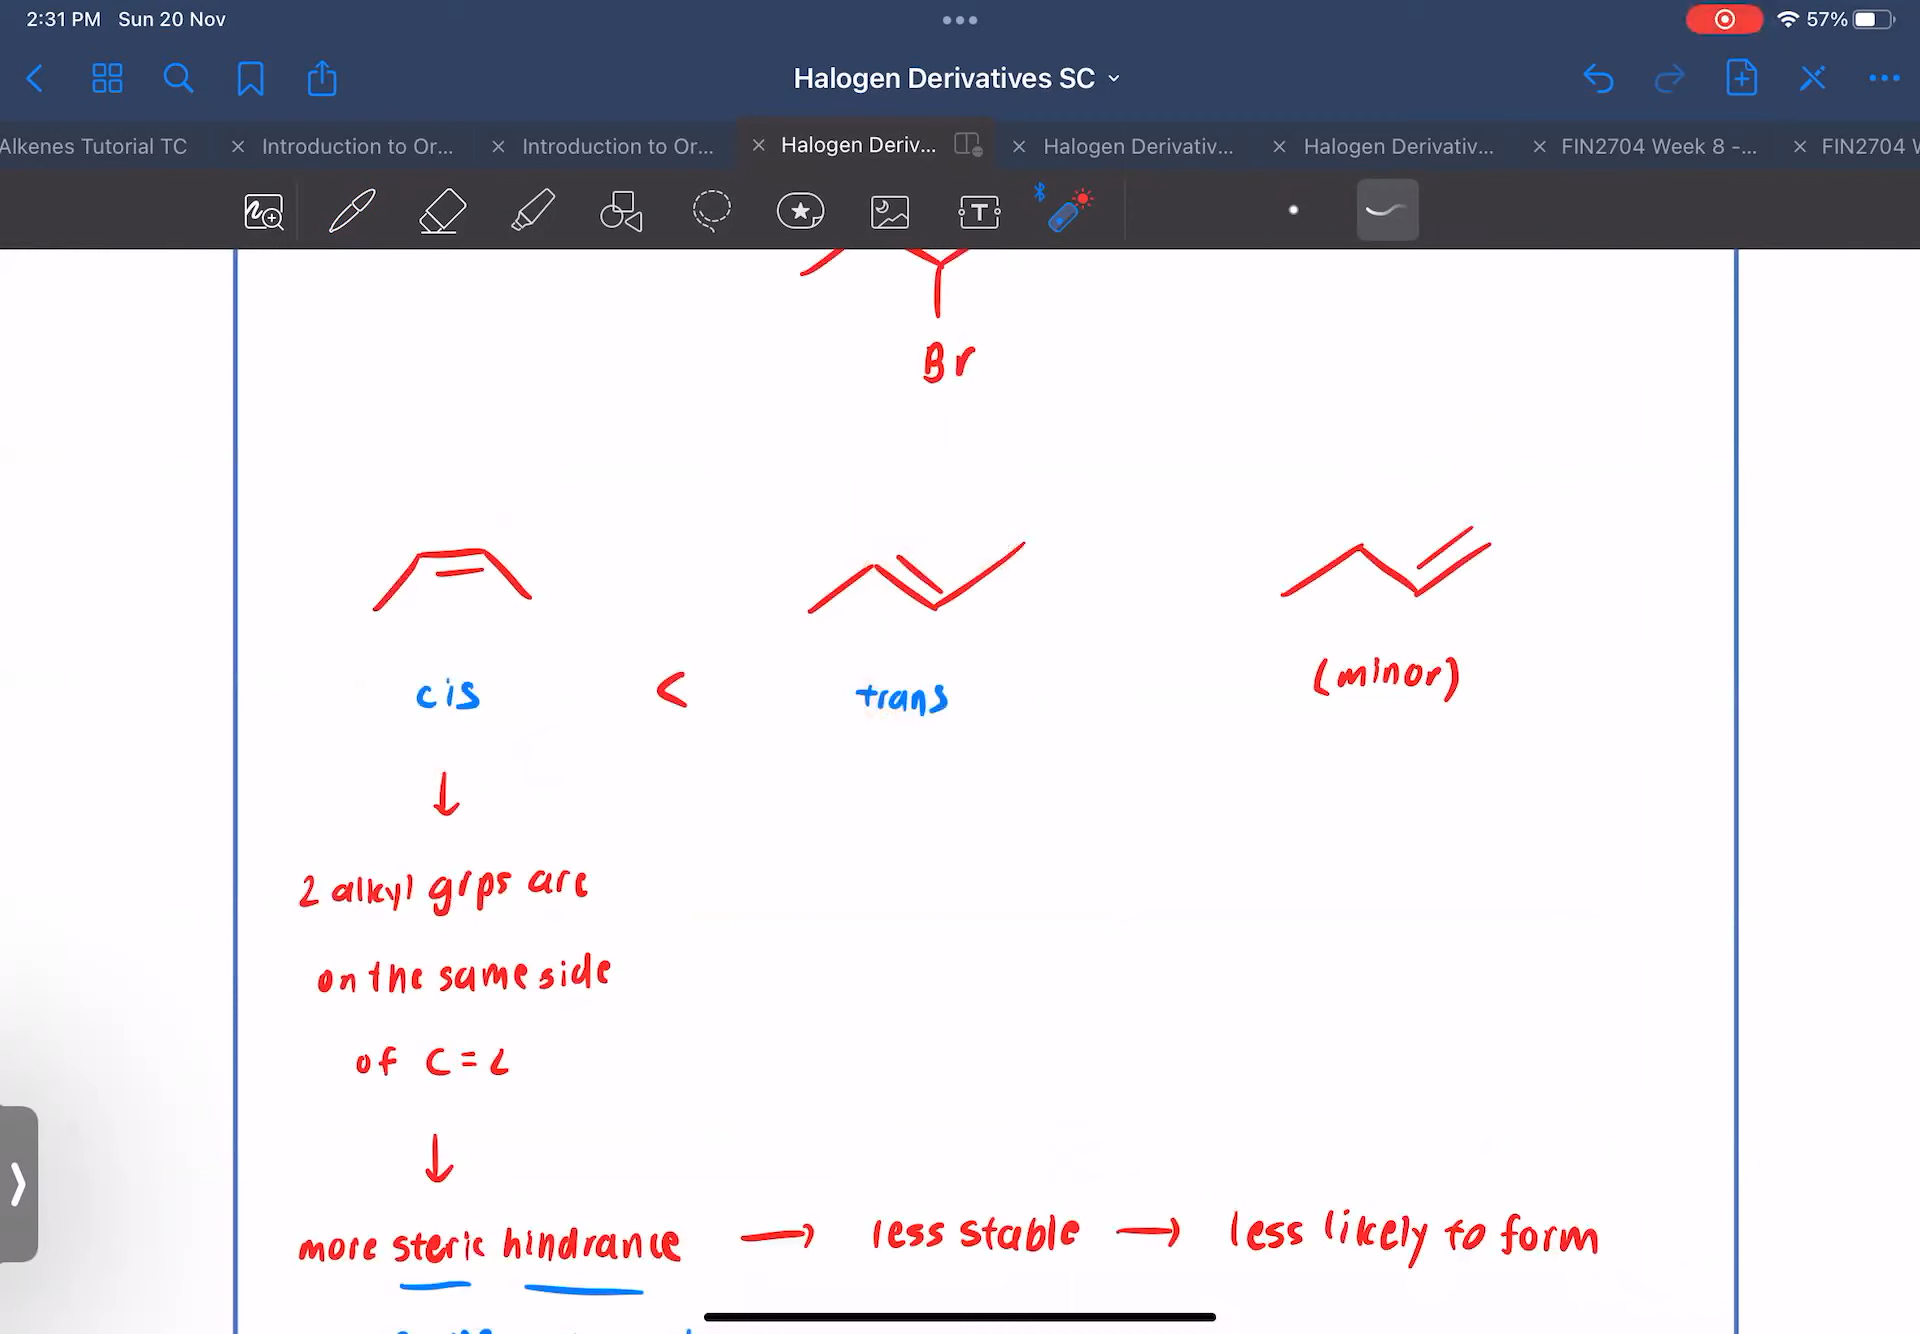 2:31 PM Sun 20 Nov
57%
Halogen Derivatives SC
Alkenes Tutorial TC
Introduction to Or...
Introduction to Or...
Halogen Deriv...
Halogen Derivativ...
Halogen Derivativ...
FIN2704 Week 8 -...
FIN2704
T
Br
(minor)
cis < trans
↓
2 alkyl grps are
on the same side
of C=C
↓
more steric hindrance → less stable → less likely to form